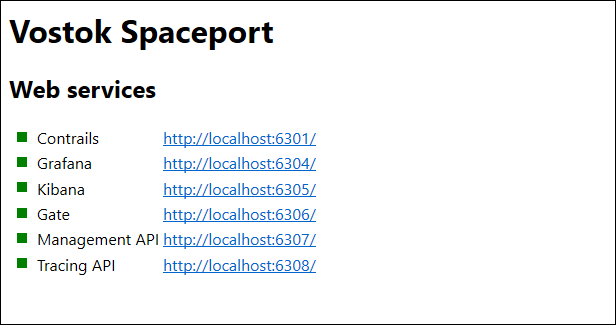 Vostok Spaceport
Web services
Contrails http://localhost:6301/
Grafana http://localhost:6304/
Kibana http://localhost:6305/
Gate http://localhost:6306/
Management API http://localhost:6307/
Tracing API http://localhost:6308/